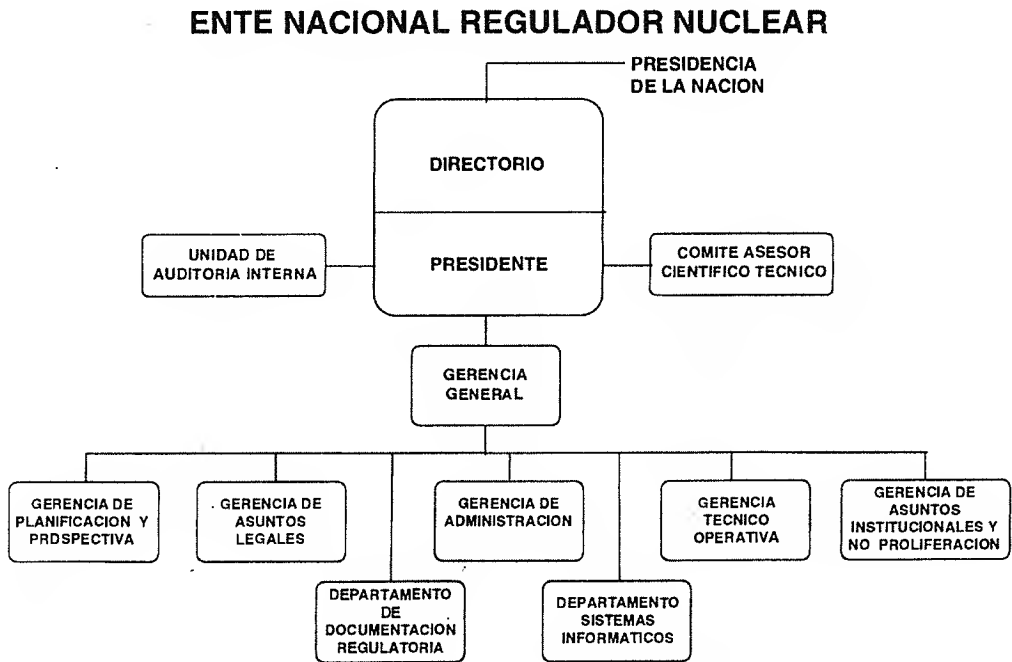 ENTE NACIONAL REGULADOR NUCLEAR
PRESIDENCIA
DE LA NACION
DIRECTORIO
UNIDAD DE
AUDITORIA INTERNA
PRESIDENTE
COMITE ASESOR
CIENTIFICO TECNICO
GERENCIA
GENERAL
GERENCIA DE
PLANIFICACION Y
PRDSPECTIVA
GERENCIA DE
ASUNTOS
LEGALES
GERENCIA DE
ADMINISTRACION
GERENCIA
TECNICO
OPERATIVA
GERENCIA DE
ASUNTOS
INSTITUCIONALES Y
NO PROLIFERACION
DEPARTAMENTO
DE
DOCUMENTACION
REGULATORIA
DEPARTAMENTO
SISTEMAS
INFORMATICOS